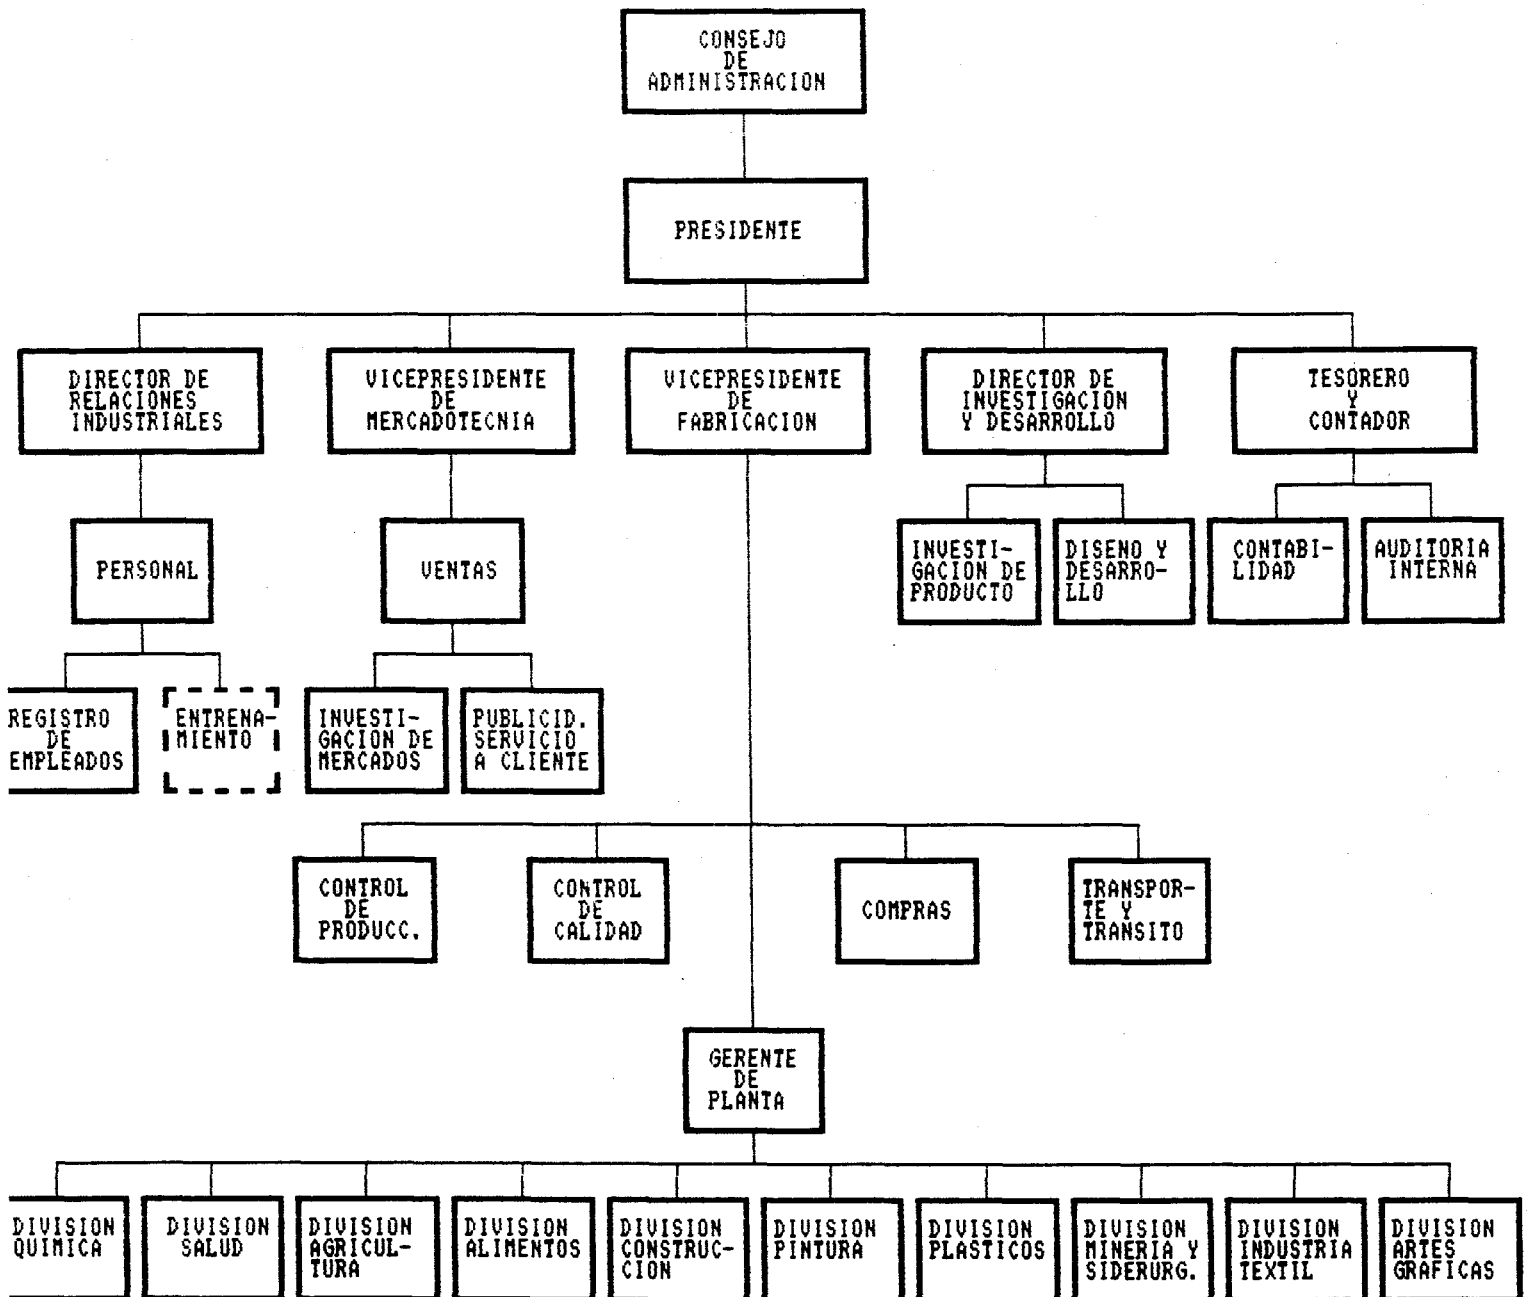 CONSEJO
DE
ADMINISTRACION
PRESIDENTE
DIRECTOR DE
RELACIONES
INDUSTRIALES
VICEPRESIDENTE
DE
MERCADOTECNIA
VICEPRESIDENTE
DE
FABRICACION
DIRECTOR DE
INVESTIGACION
Y DESARROLLO
TESORERO
Y
CONTADOR
PERSONAL
VENTAS
INVESTI-
GACION DE
PRODUCTO
DISENO Y
DESARRO-
LLO
CONTABI-
LIDAD
AUDITORIA
INTERNA
REGISTRO
DE
EMPLEADOS
ENTRENA-
MIENTO
INVESTI-
GACION DE
MERCADOS
PUBLICID.
SERVICIO
A CLIENTE
CONTROL
DE
PRODUCC.
CONTROL
DE
CALIDAD
COMPRAS
TRANSPOR-
TE Y
TRANSITO
GERENTE
DE
PLANTA
DIVISION
QUIMICA
DIVISION
SALUD
DIVISION
AGRICUL-
TURA
DIVISION
ALIMENTOS
DIVISION
CONSTRUC-
CION
DIVISION
PINTURA
DIVISION
PLASTICOS
DIVISION
MINERIA Y
SIDERURG.
DIVISION
INDUSTRIA
TEXTIL
DIVISION
ARTES
GRAFICAS